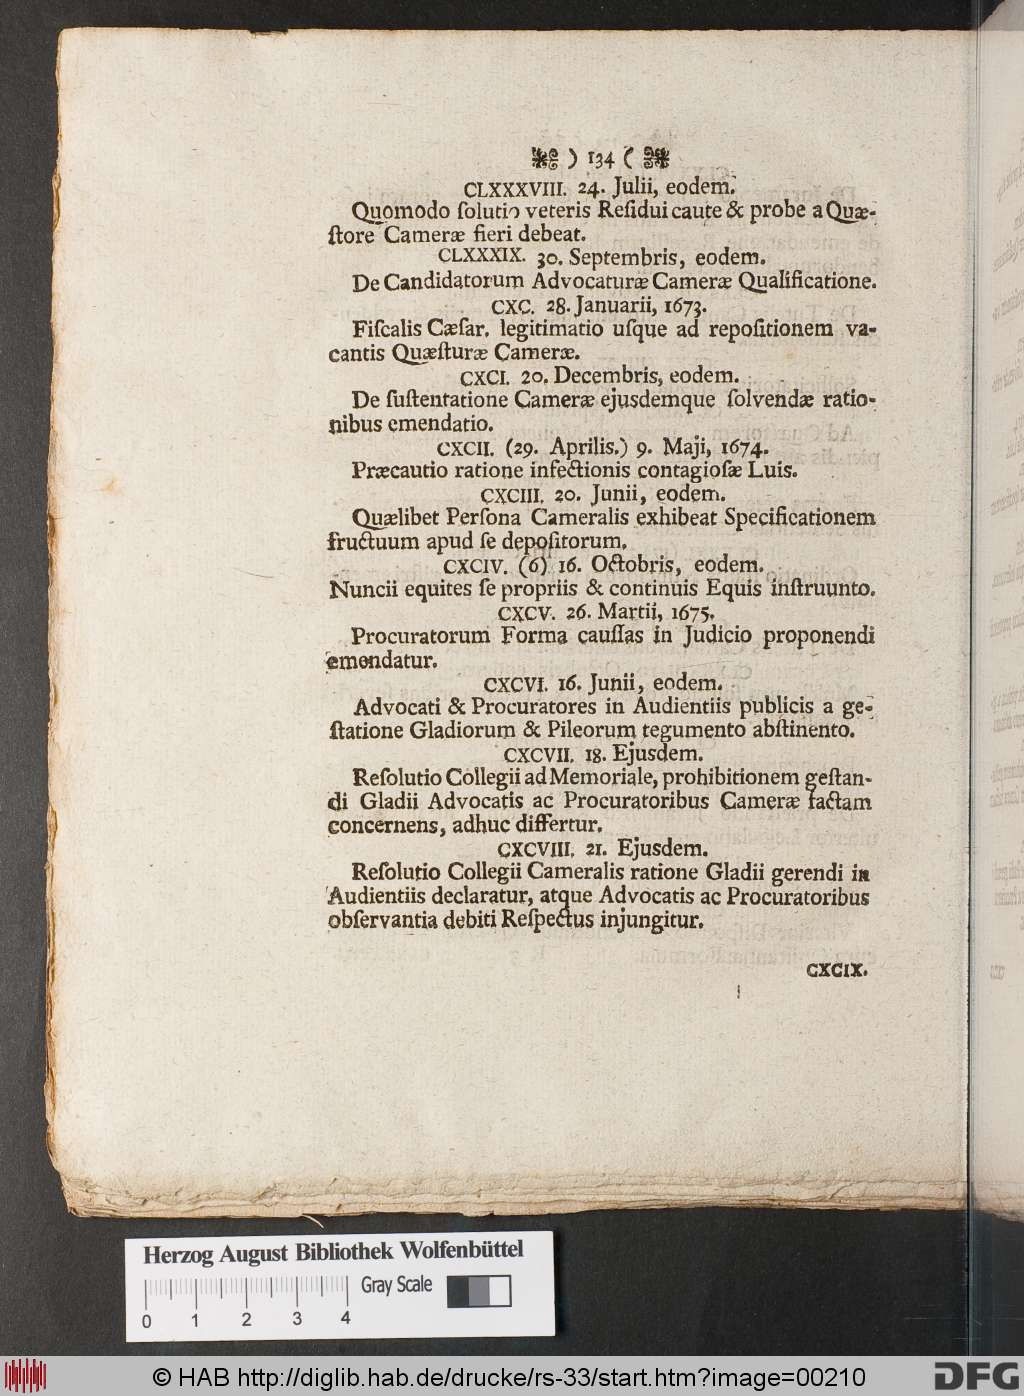 ) 134 (
CLXXXVIII. 24. Julii, eodem.
Quomodo ſolutio veteris Reſidui caute & probe a Quæ-
ſtore Cameræ fieri debeat.
CLXXXIX. 30. Septembris, eodem.
De Candidatorum Advocaturæ Cameræ Qualificatione.
CXC. 28. Januarii, 1673.
Fiſcalis Cæſar. legitimatio uſque ad repoſitionem va-
cantis Quæſturæ Cameræ.
CXCI. 20. Decembris, eodem.
De ſuſtentatione Cameræ ejusdemque ſolvendæ ratio-
nibus emendatio.
CXCII. (29. Aprilis.) 9. Maji, 1674.
Præcautio ratione infectionis contagioſæ Luis.
CXCIII. 20. Junii, eodem.
Quælibet Perſona Cameralis exhibeat Specificationem
fructuum apud ſe depoſitorum.
CXCIV. (6) 16. Octobris, eodem.
Nuncii equites ſe propriis & continuis Equis inſtruunto.
CXCV. 26. Martii, 1675.
Procuratorum Forma cauſſas in Judicio proponendi
emendatur.
CXCVI. 16. Junii, eodem.
Advocati & Procuratores in Audientiis publicis a ge-
ſtatione Gladiorum & Pileorum tegumento abſtinento.
CXCVII. 18. Ejusdem.
Reſolutio Collegii ad Memoriale, prohibitionem geſtan-
di Gladii Advocatis ac Procuratoribus Cameræ factam
concernens, adhuc differtur.
CXCVIII. 21. Ejusdem.
Reſolutio Collegii Cameralis ratione Gladii gerendi in
Audientiis declaratur, atque Advocatis ac Procuratoribus
obſervantia debiti Reſpectus injungitur.
CXCIX.
Herzog August Bibliothek Wolfenbüttel
Gray Scale
0 1 2 3 4
© HAB http://diglib.hab.de/drucke/rs-33/start.htm?image=00210
DFG